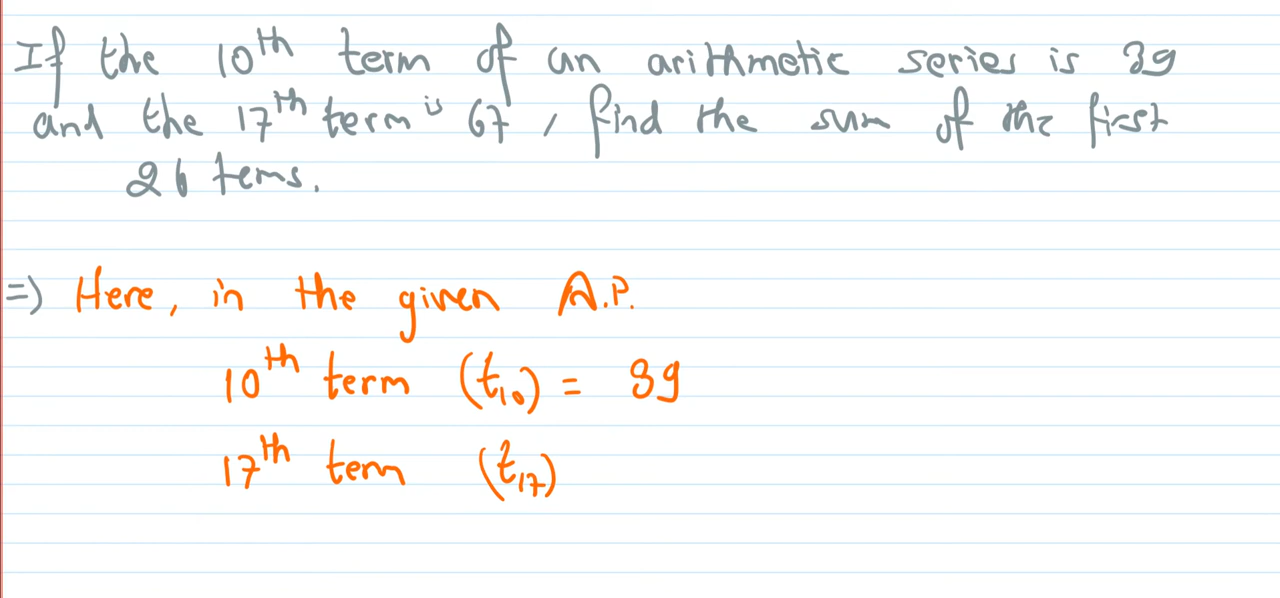 If the 10th term of an arithmetic series is 39
and the 17th term is 67, find the sum of the first
26 tems.
=) Here, in the given A.P.
10th term (t10) = 39
17th term (t17)